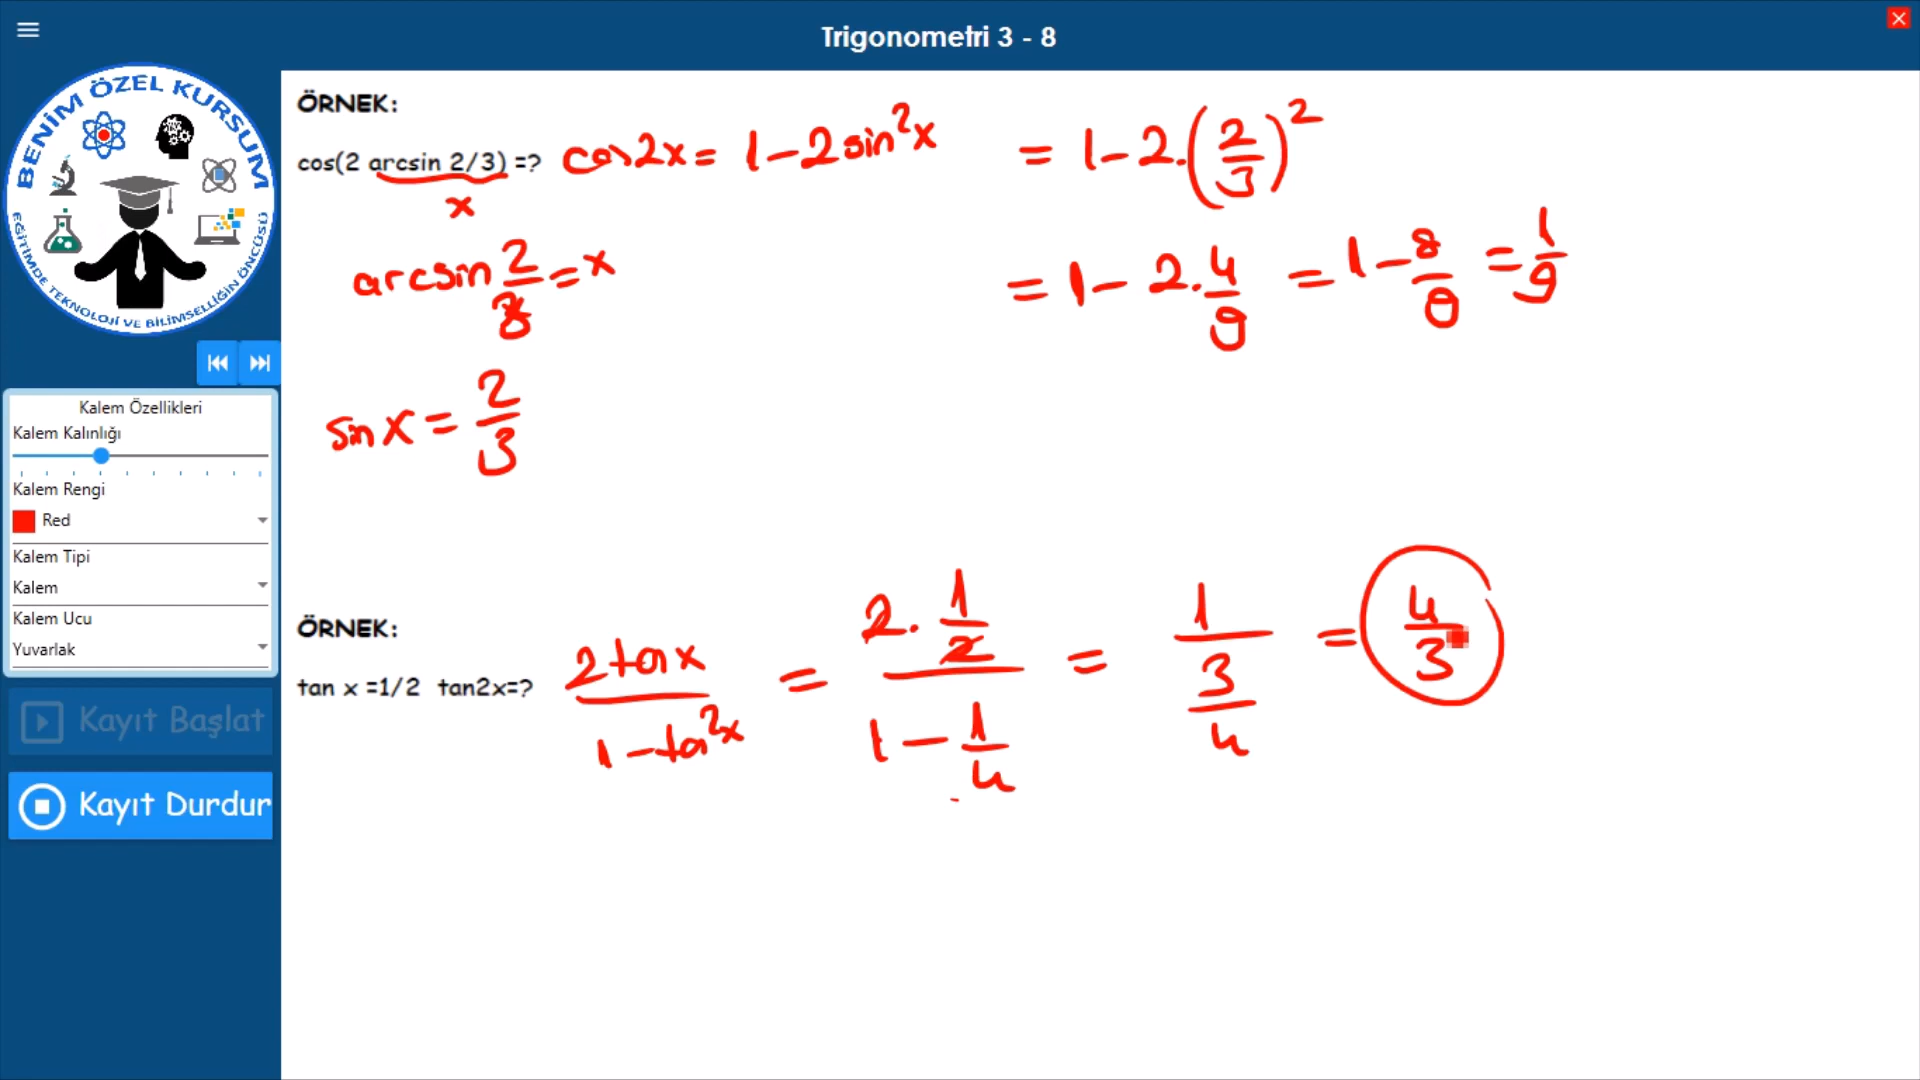 Trigonometri 3 - 8
BENİM ÖZEL KURSUM
EĞİTİMDE TEKNOLOJİ VE BİLİMSELLİĞİN ÖNCÜSÜ
Kalem Özellikleri
Kalem Kalınlığı
Kalem Rengi
Red
Kalem Tipi
Kalem
Kalem Ucu
Yuvarlak
Kayıt Başlat
Kayıt Durdur
ÖRNEK:
cos(2 arcsin 2/3) =? cos2x = 1-2sin²x = 1-2.(2/3)²
x
arcsin 2/3 = x = 1-2.4/9 = 1-8/9 = 1/9
sinx = 2/3
ÖRNEK:
tan x =1/2 tan2x=? 2tanx/1-tan²x = 2.1/2/1-1/4 = 1/3/4 = 4/3